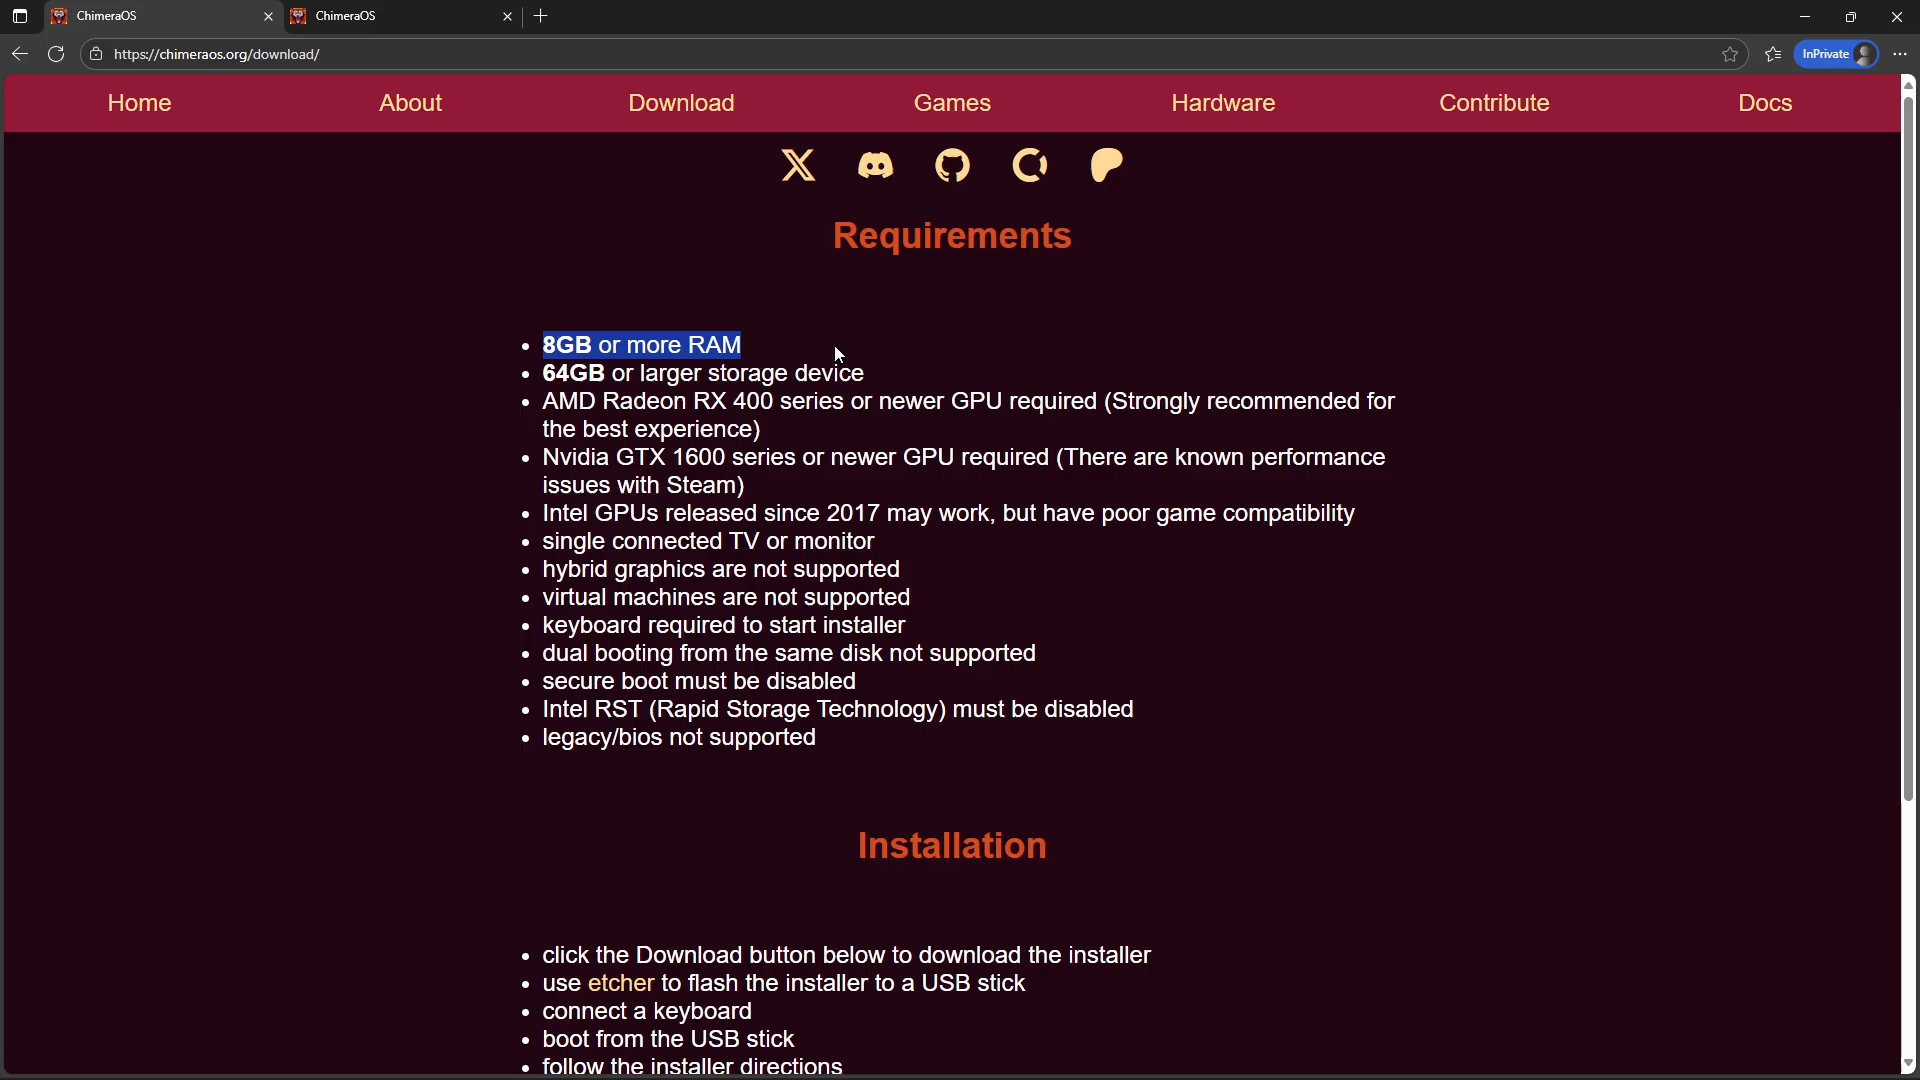 ChimeraOS
ChimeraOS
https://chimeraos.org/download/
InPrivate
Home
About
Download
Games
Hardware
Contribute
Docs
Requirements
• 8GB or more RAM
• 64GB or larger storage device
• AMD Radeon RX 400 series or newer GPU required (Strongly recommended for
the best experience)
• Nvidia GTX 1600 series or newer GPU required (There are known performance
issues with Steam)
• Intel GPUs released since 2017 may work, but have poor game compatibility
• single connected TV or monitor
• hybrid graphics are not supported
• virtual machines are not supported
• keyboard required to start installer
• dual booting from the same disk not supported
• secure boot must be disabled
• Intel RST (Rapid Storage Technology) must be disabled
• legacy/bios not supported
Installation
• click the Download button below to download the installer
• use etcher to flash the installer to a USB stick
• connect a keyboard
• boot from the USB stick
• follow the installer directions